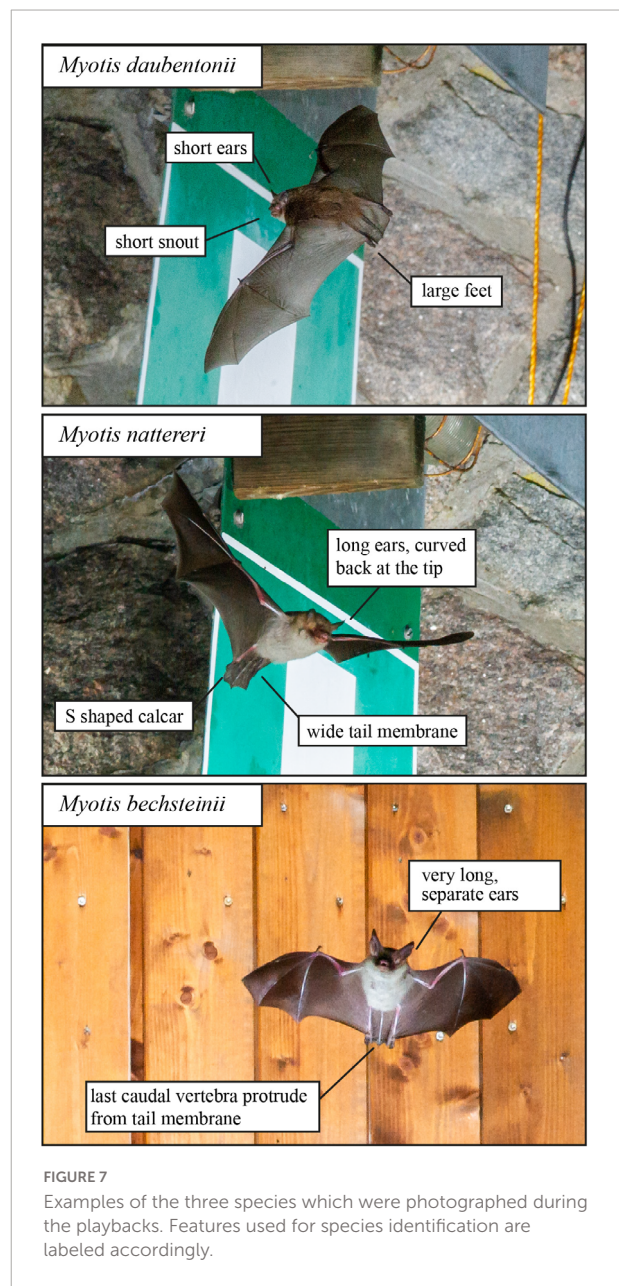 Myotis daubentonii
short ears
short snout
large feet
Myotis nattereri
long ears, curved
back at the tip
S shaped calcar
wide tail membrane
Myotis bechsteinii
very long,
separate ears
last caudal vertebra protrude
from tail membrane
FIGURE 7
Examples of the three species which were photographed during
the playbacks. Features used for species identification are
labeled accordingly.